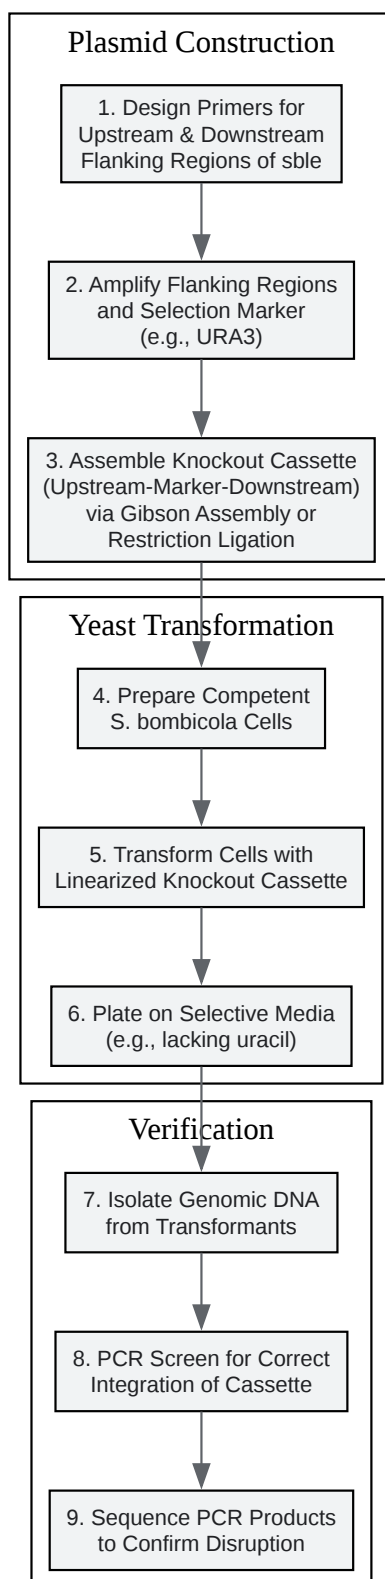 Plasmid Construction
1. Design Primers for
Upstream & Downstream
Flanking Regions of sble
2. Amplify Flanking Regions
and Selection Marker
(e.g., URA3)
3. Assemble Knockout Cassette
(Upstream-Marker-Downstream)
via Gibson Assembly or
Restriction Ligation
Yeast Transformation
4. Prepare Competent
S. bombicola Cells
5. Transform Cells with
Linearized Knockout Cassette
6. Plate on Selective Media
(e.g., lacking uracil)
Verification
7. Isolate Genomic DNA
from Transformants
8. PCR Screen for Correct
Integration of Cassette
9. Sequence PCR Products
to Confirm Disruption